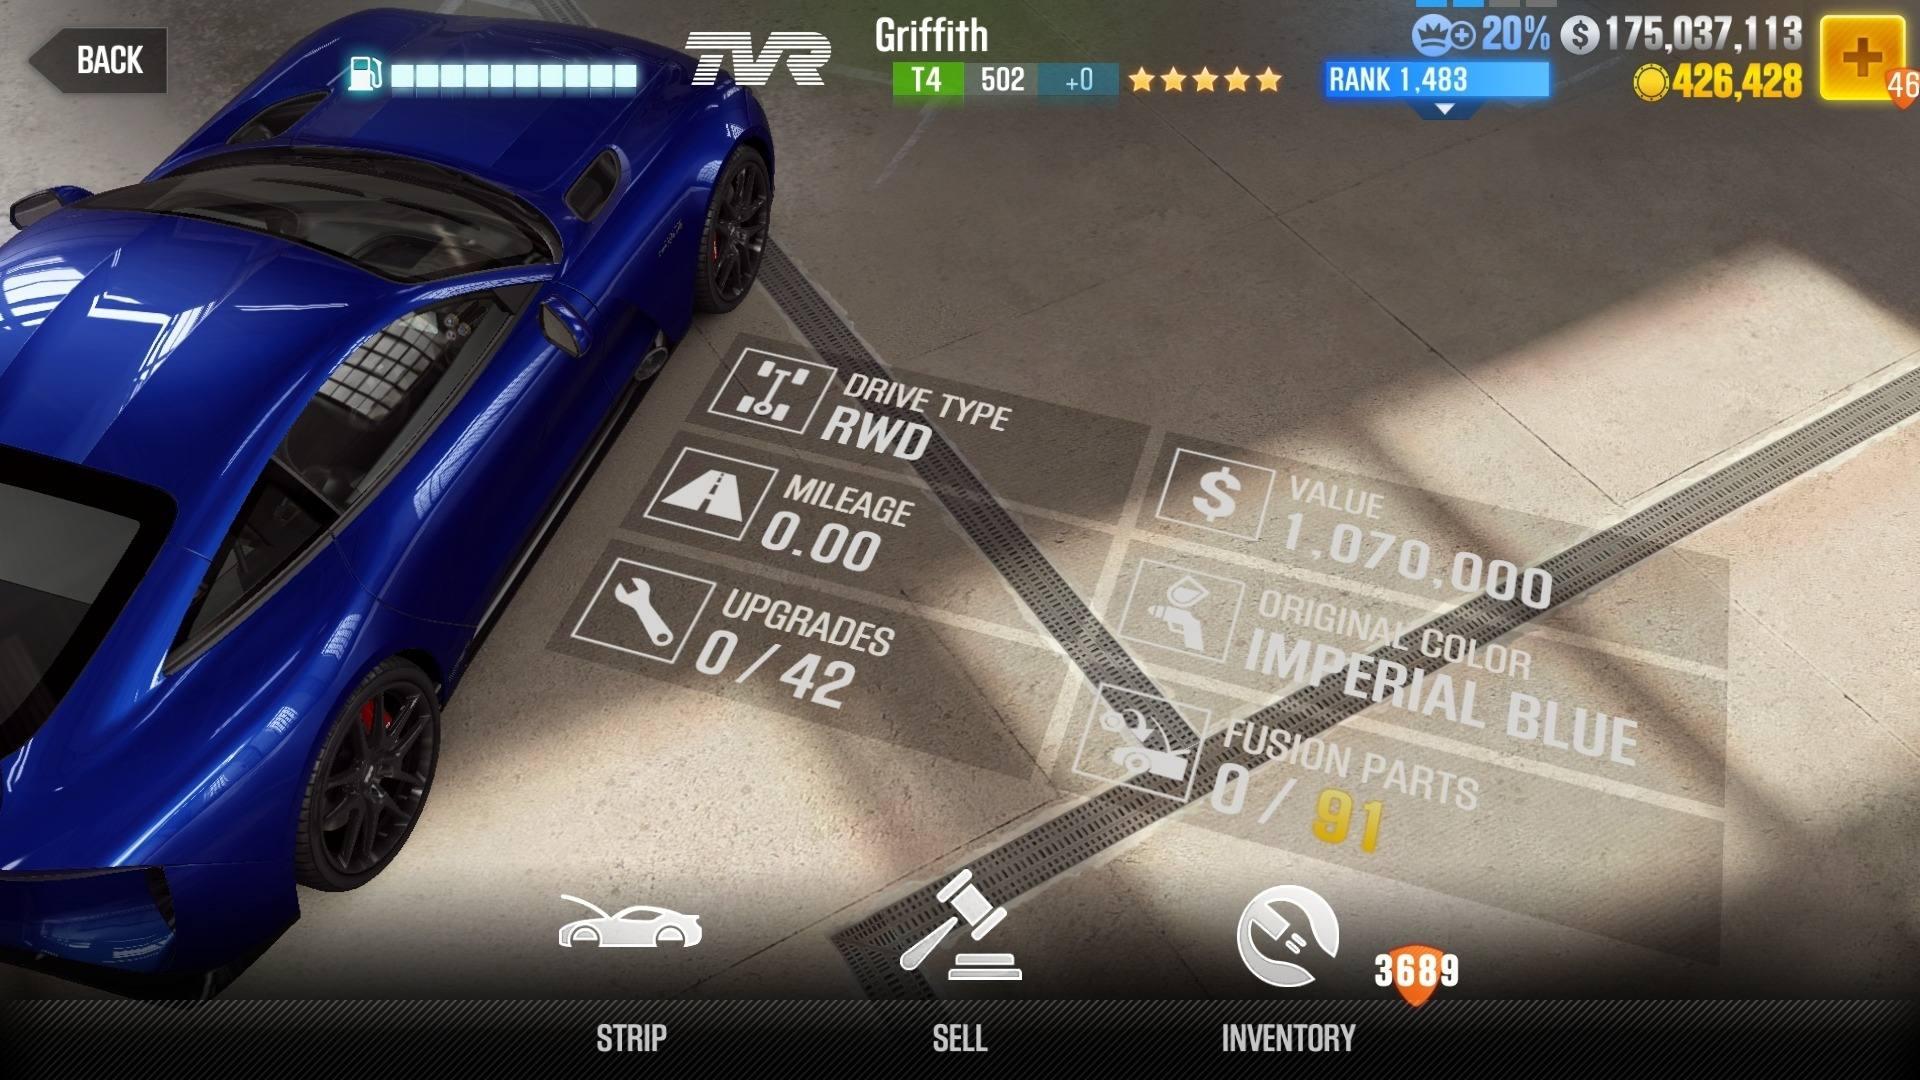 BACK
TVR
Griffith
T4 502 +0
20%
$175,037,113
RANK 1,483
426,428
46
DRIVE TYPE
RWD
MILEAGE
0.00
UPGRADES
0/42
$
VALUE
1,070,000
ORIGINAL COLOR
IMPERIAL BLUE
FUSION PARTS
0/91
3689
STRIP
SELL
INVENTORY